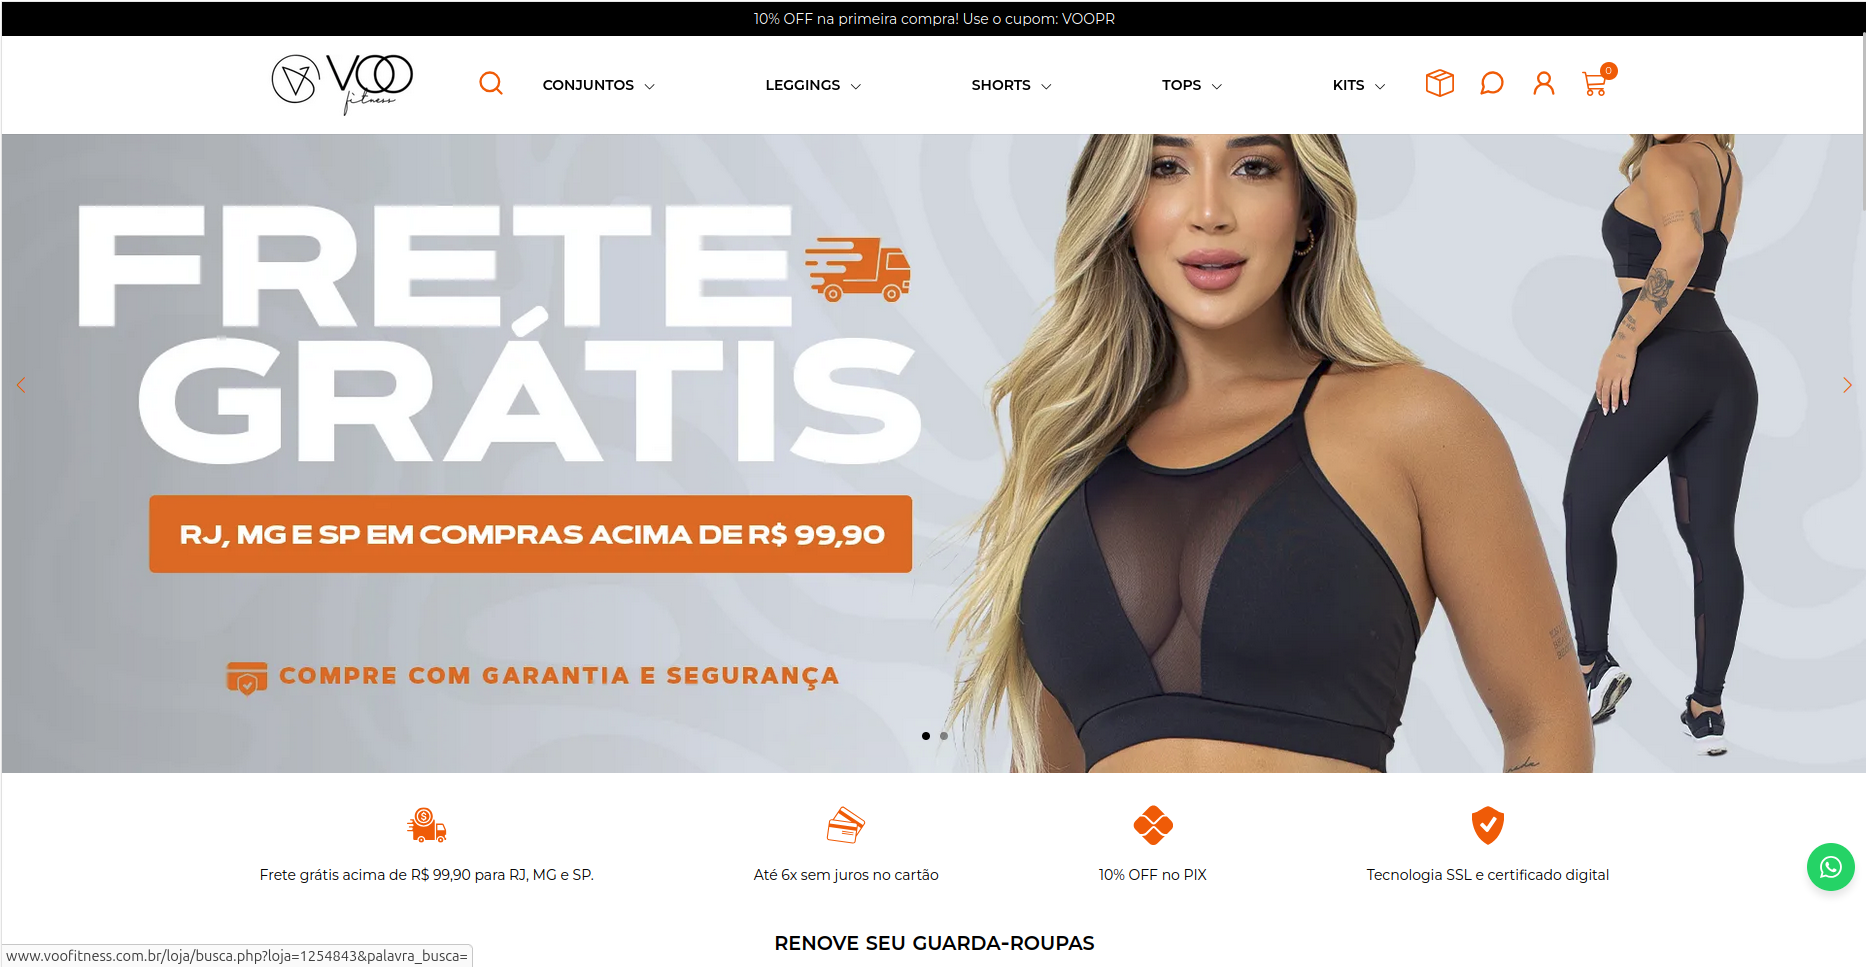 10% OFF na primeira compra! Use o cupom: VOOPR
VOO
fitness
CONJUNTOS
LEGGINGS
SHORTS
TOPS
KITS
0
FRETE
GRÁTIS
RJ, MG E SP EM COMPRAS ACIMA DE R$ 99,90
COMPRE COM GARANTIA E SEGURANÇA
Frete grátis acima de R$ 99,90 para RJ, MG e SP.
Até 6x sem juros no cartão
10% OFF no PIX
Tecnologia SSL e certificado digital
RENOVE SEU GUARDA-ROUPAS
www.voofitness.com.br/loja/busca.php?loja=1254843&palavra_busca=